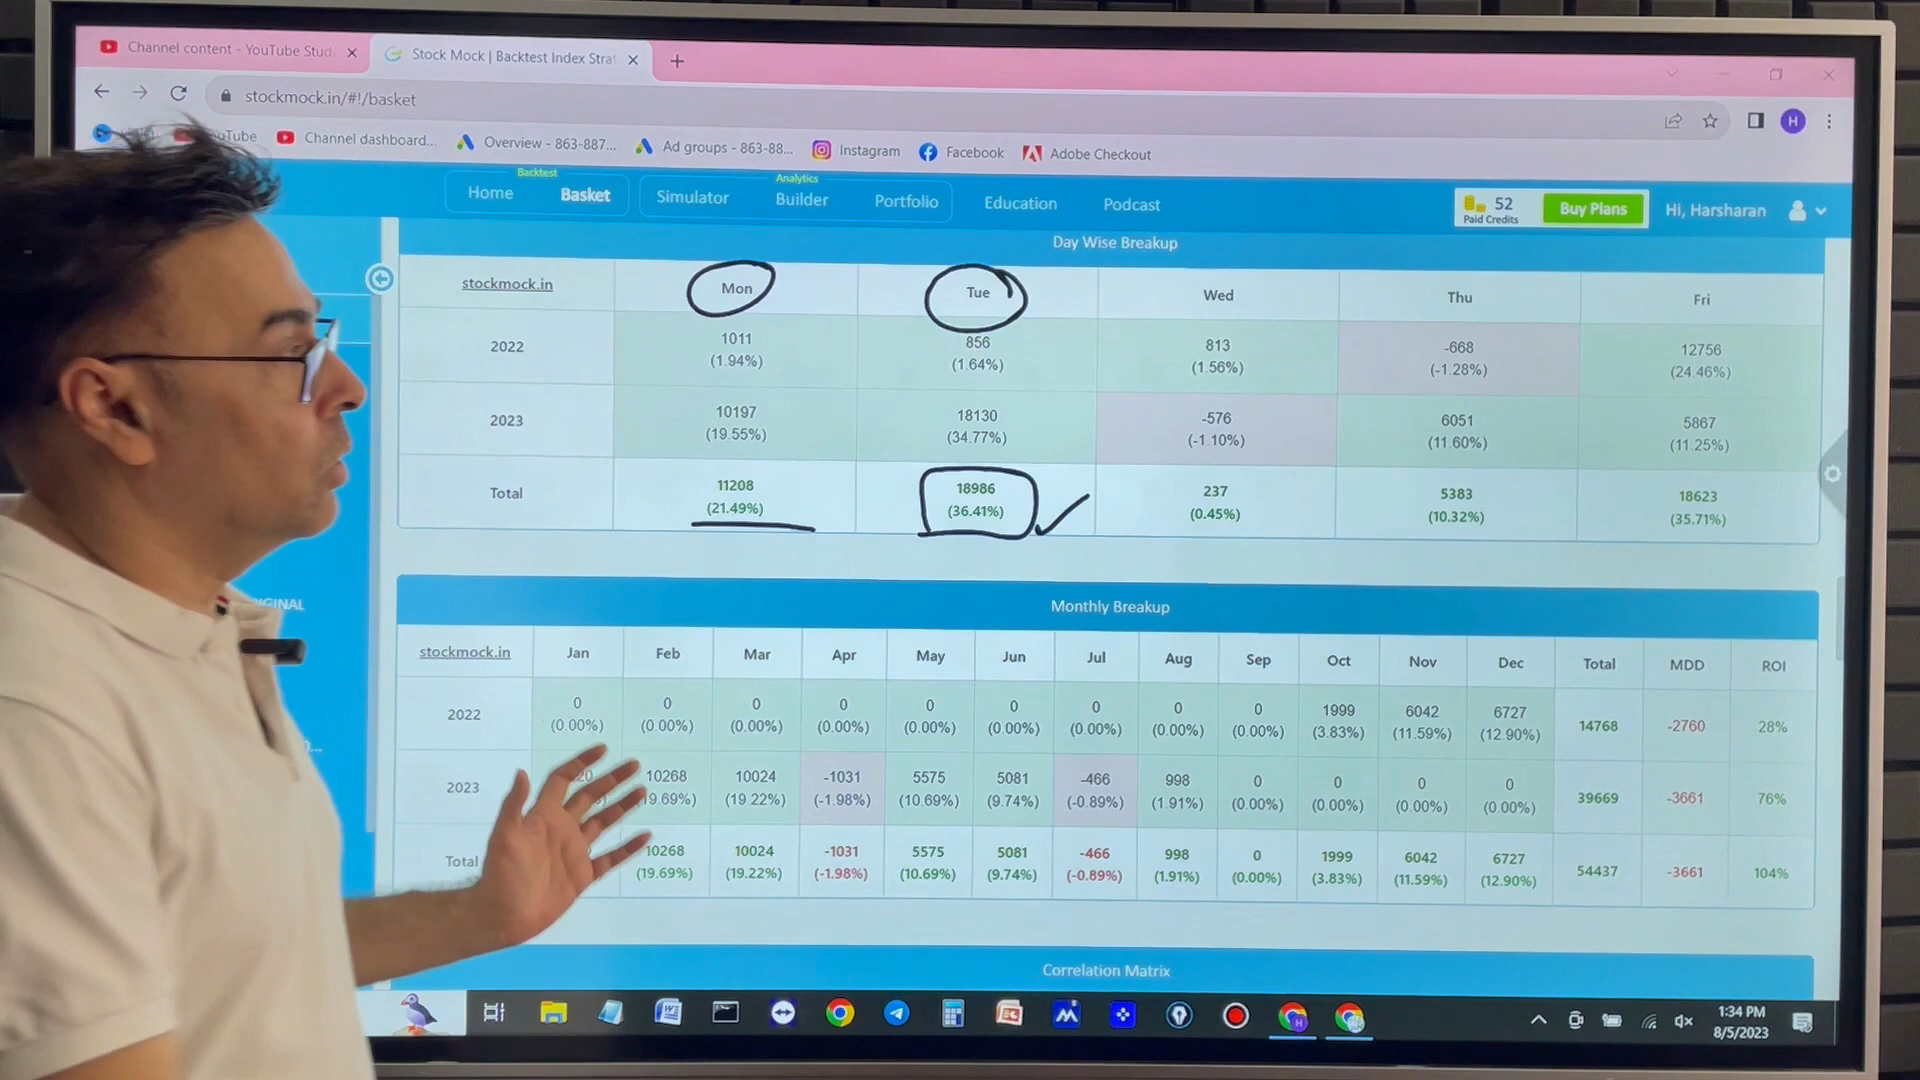 Channel content - YouTube Stud
Stock Mock | Backtest Index Stra
stockmock.in/#!/basket
Channel dashboard...
Overview - 863-887...
Ad groups - 863-88...
Instagram
Facebook
Adobe Checkout
H
Backtest
Home
Basket
Simulator
Analytics
Builder
Portfolio
Education
Podcast
52
Paid Credits
Buy Plans
Hi, Harsharan
Day Wise Breakup
stockmock.in Mon Tue Wed Thu Fri
2022 1011 856 813 -668 12756
(1.94%) (1.64%) (1.56%) (-1.28%) (24.46%)
2023 10197 18130 -576 6051 5867
(19.55%) (34.77%) (-1.10%) (11.60%) (11.25%)
Total 11208 18986 237 5383 18623
(21.49%) (36.41%) (0.45%) (10.32%) (35.71%)
Monthly Breakup
stockmock.in Jan Feb Mar Apr May Jun Jul Aug Sep Oct Nov Dec Total MDD ROI
2022 0 0 0 0 0 0 0 0 0 1999 6042 6727 14768 -2760 28%
(0.00%) (0.00%) (0.00%) (0.00%) (0.00%) (0.00%) (0.00%) (0.00%) (0.00%) (3.83%) (11.59%) (12.90%)
2023 10268 10024 -1031 5575 5081 -466 998 0 0 0 0 39669 -3661 76%
(19.22%) (-1.98%) (10.69%) (9.74%) (-0.89%) (1.91%) (0.00%) (0.00%) (0.00%) (0.00%)
Total 10268 10024 -1031 5575 5081 -466 998 0 1999 6042 6727 54437 -3661 104%
(19.69%) (19.22%) (-1.98%) (10.69%) (9.74%) (-0.89%) (1.91%) (0.00%) (3.83%) (11.59%) (12.90%)
Correlation Matrix
1:34 PM
8/5/2023